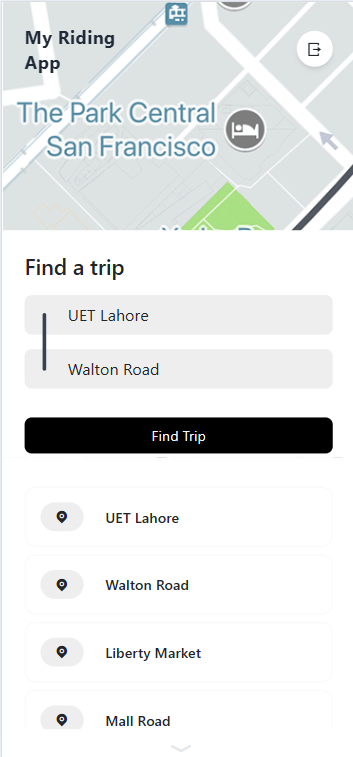 My Riding
App
The Park Central
San Francisco
Find a trip
UET Lahore
Walton Road
Find Trip
UET Lahore
Walton Road
Liberty Market
Mall Road